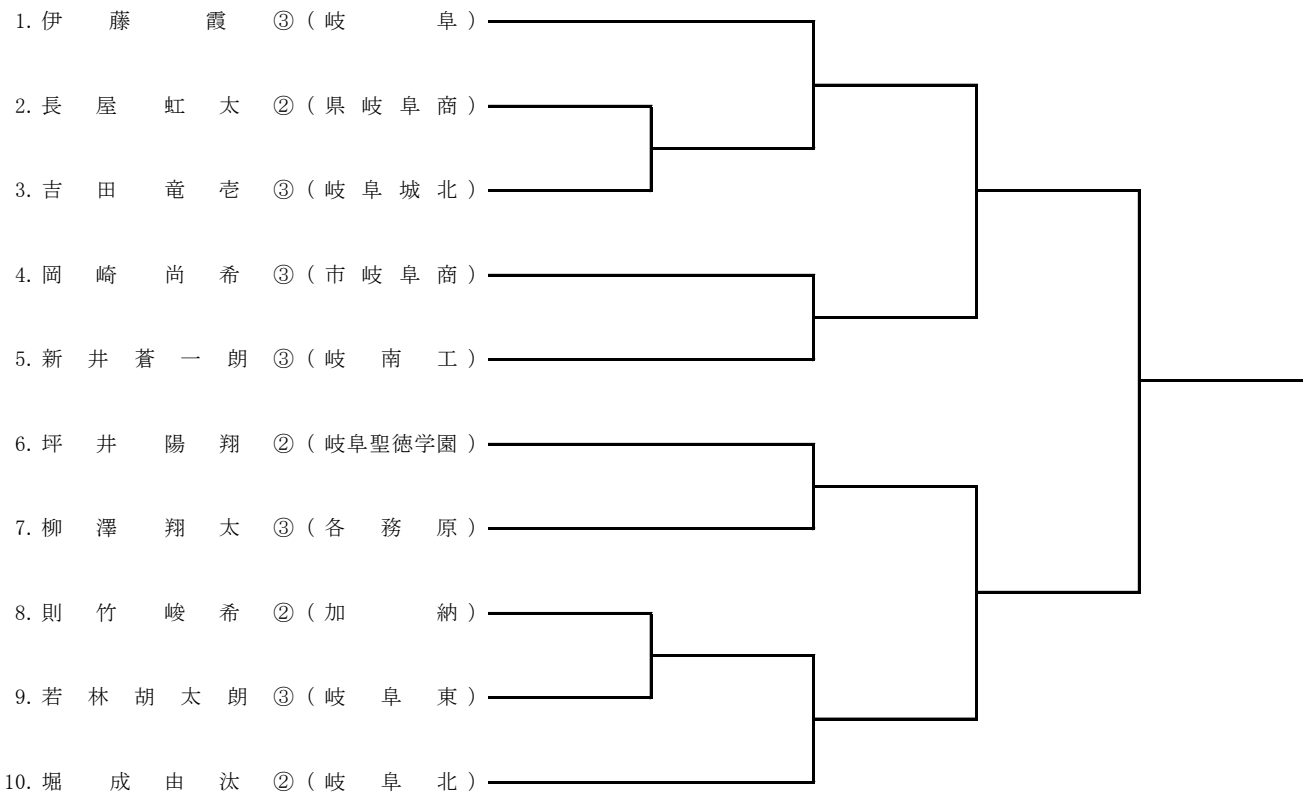 1. 伊藤霞 ③ (岐阜)
2. 長屋虹太 ② (県岐阜商)
3. 吉田竜壱 ③ (岐阜城北)
4. 岡崎尚希 ③ (市岐阜商)
5. 新井蒼一朗 ③ (岐南工)
6. 坪井陽翔 ② (岐阜聖徳学園)
7. 柳澤翔太 ③ (各務原)
8. 則竹峻希 ② (加納)
9. 若林胡太朗 ③ (岐阜東)
10. 堀成由汰 ② (岐阜北)